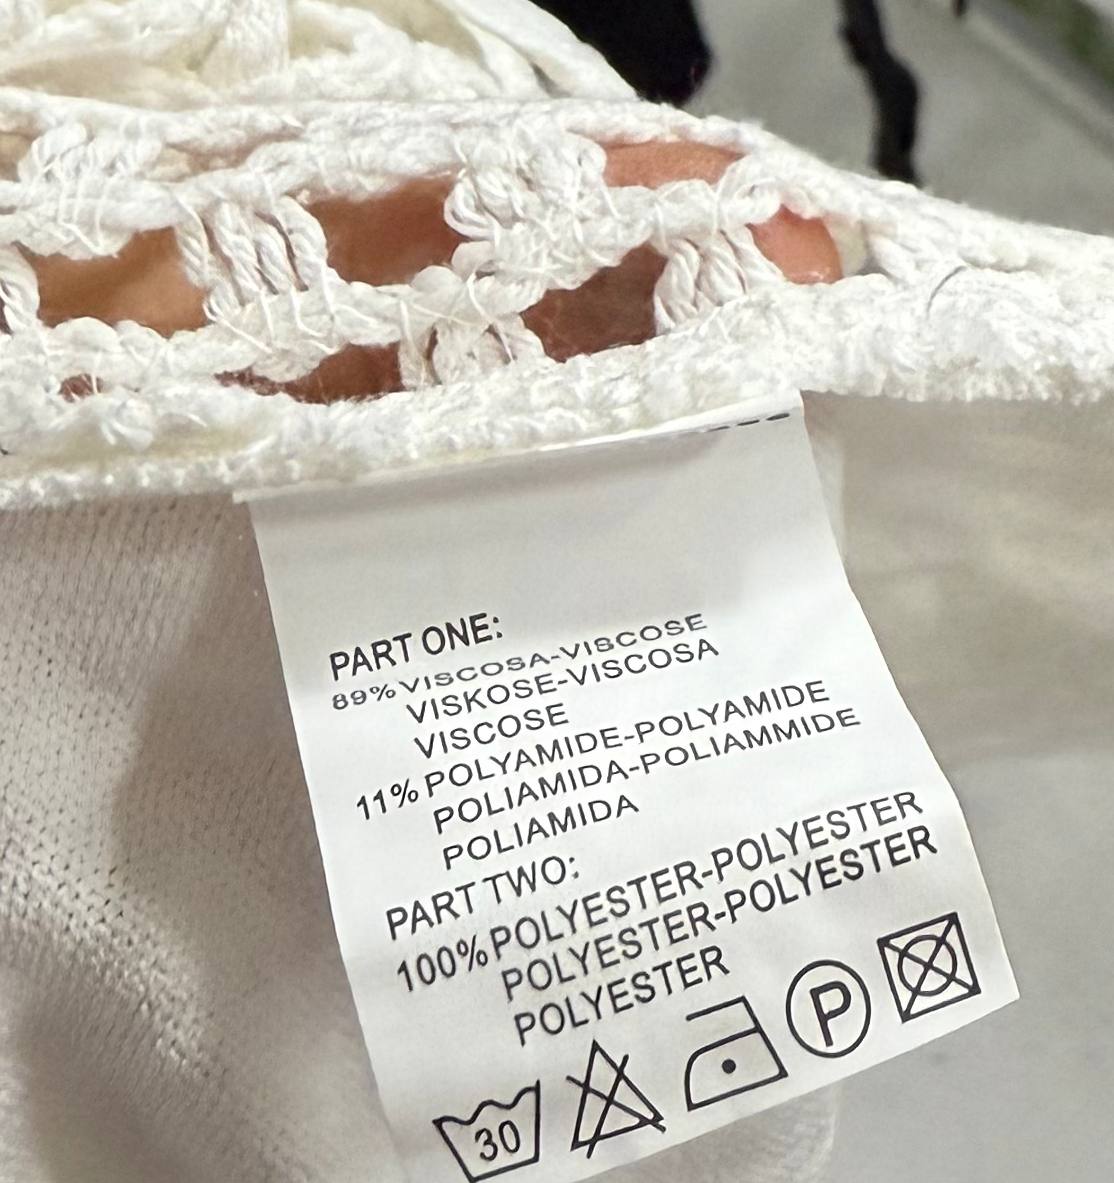 PART ONE:
89% VISCOSA-VISCOSE
VISKOSE-VISCOSA
VISCOSE
11% POLYAMIDE-POLYAMIDE
POLIAMIDA-POLIAMMIDE
POLIAMIDA
PART TWO:
100% POLYESTER-POLYESTER
POLYESTER-POLYESTER
POLYESTER
30
P